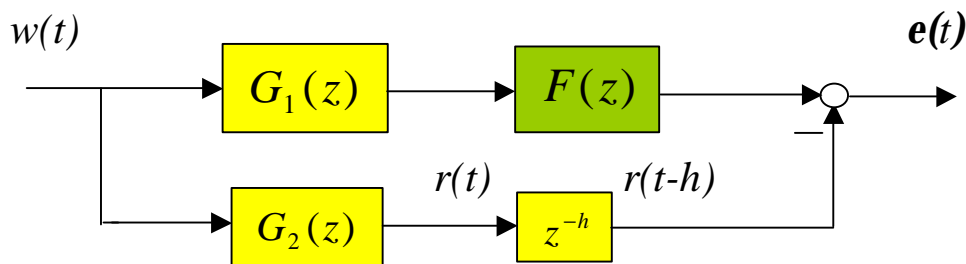 w(t)
e(t)
G₁(z)
F(z)
−
r(t)
r(t-h)
G₂(z)
z⁻ʰ